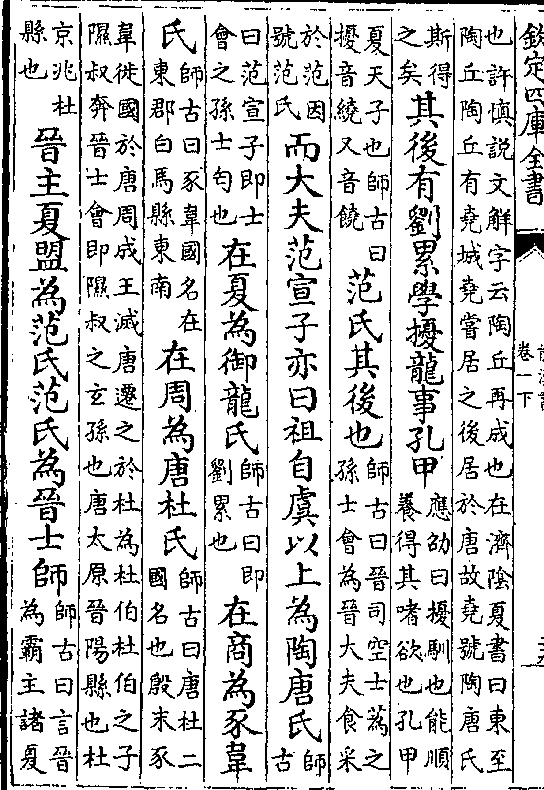 欽定四庫全書
卷一下
也許慎説文解字云陶丘再成也在濟隂夏書曰東至
陶丘陶丘有堯城堯嘗居之後居於唐故堯號陶唐氏
斯得
之矣
其後有劉累學擾龍事孔甲
應劭曰擾馴也能順
養得其嗜欲也孔甲
夏天子也師古曰
擾音繞又音饒
范氏其後也
師古曰晉司空士蒍之
孫士會為晉大夫食采
於范因
號范氏
而大夫范宣子亦曰祖自虞以上為陶唐氏
師
古
曰范宣子即士
會之孫士匄也
在夏為御龍氏
師古曰即
劉累也
在商為豕韋
氏
師古曰豕韋國名在
東郡白馬縣東南
在周為唐杜氏
師古曰唐杜二
國名也殷末豕
韋徙國於唐周成王滅唐遷之於杜為杜伯杜伯之子
隰叔奔晉士會即隰叔之玄孫也唐太原晉陽縣也杜
京兆杜
縣也
晉主夏盟為范氏范氏為晉士師
師古曰言晉
為霸主諸夏